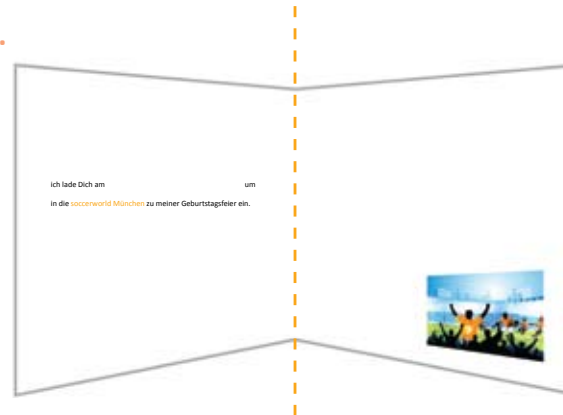 ich lade Dich am um
in die soccerworld München zu meiner Geburtstagsfeier ein.